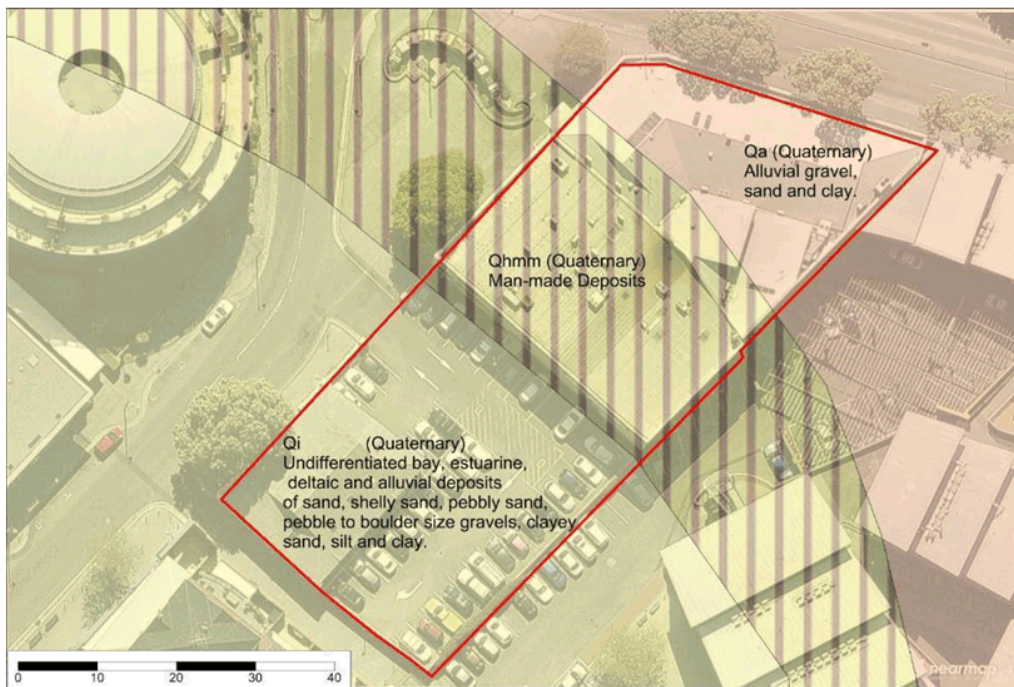 Qa (Quaternary)
Alluvial gravel,
sand and clay.
Qhmm (Quaternary)
Man-made Deposits
Qi (Quaternary)
Undifferentiated bay, estuarine,
deltaic and alluvial deposits
of sand, shelly sand, pebbly sand,
pebble to boulder size gravels, clayey
sand, silt and clay.
0 10 20 30 40
nearmap